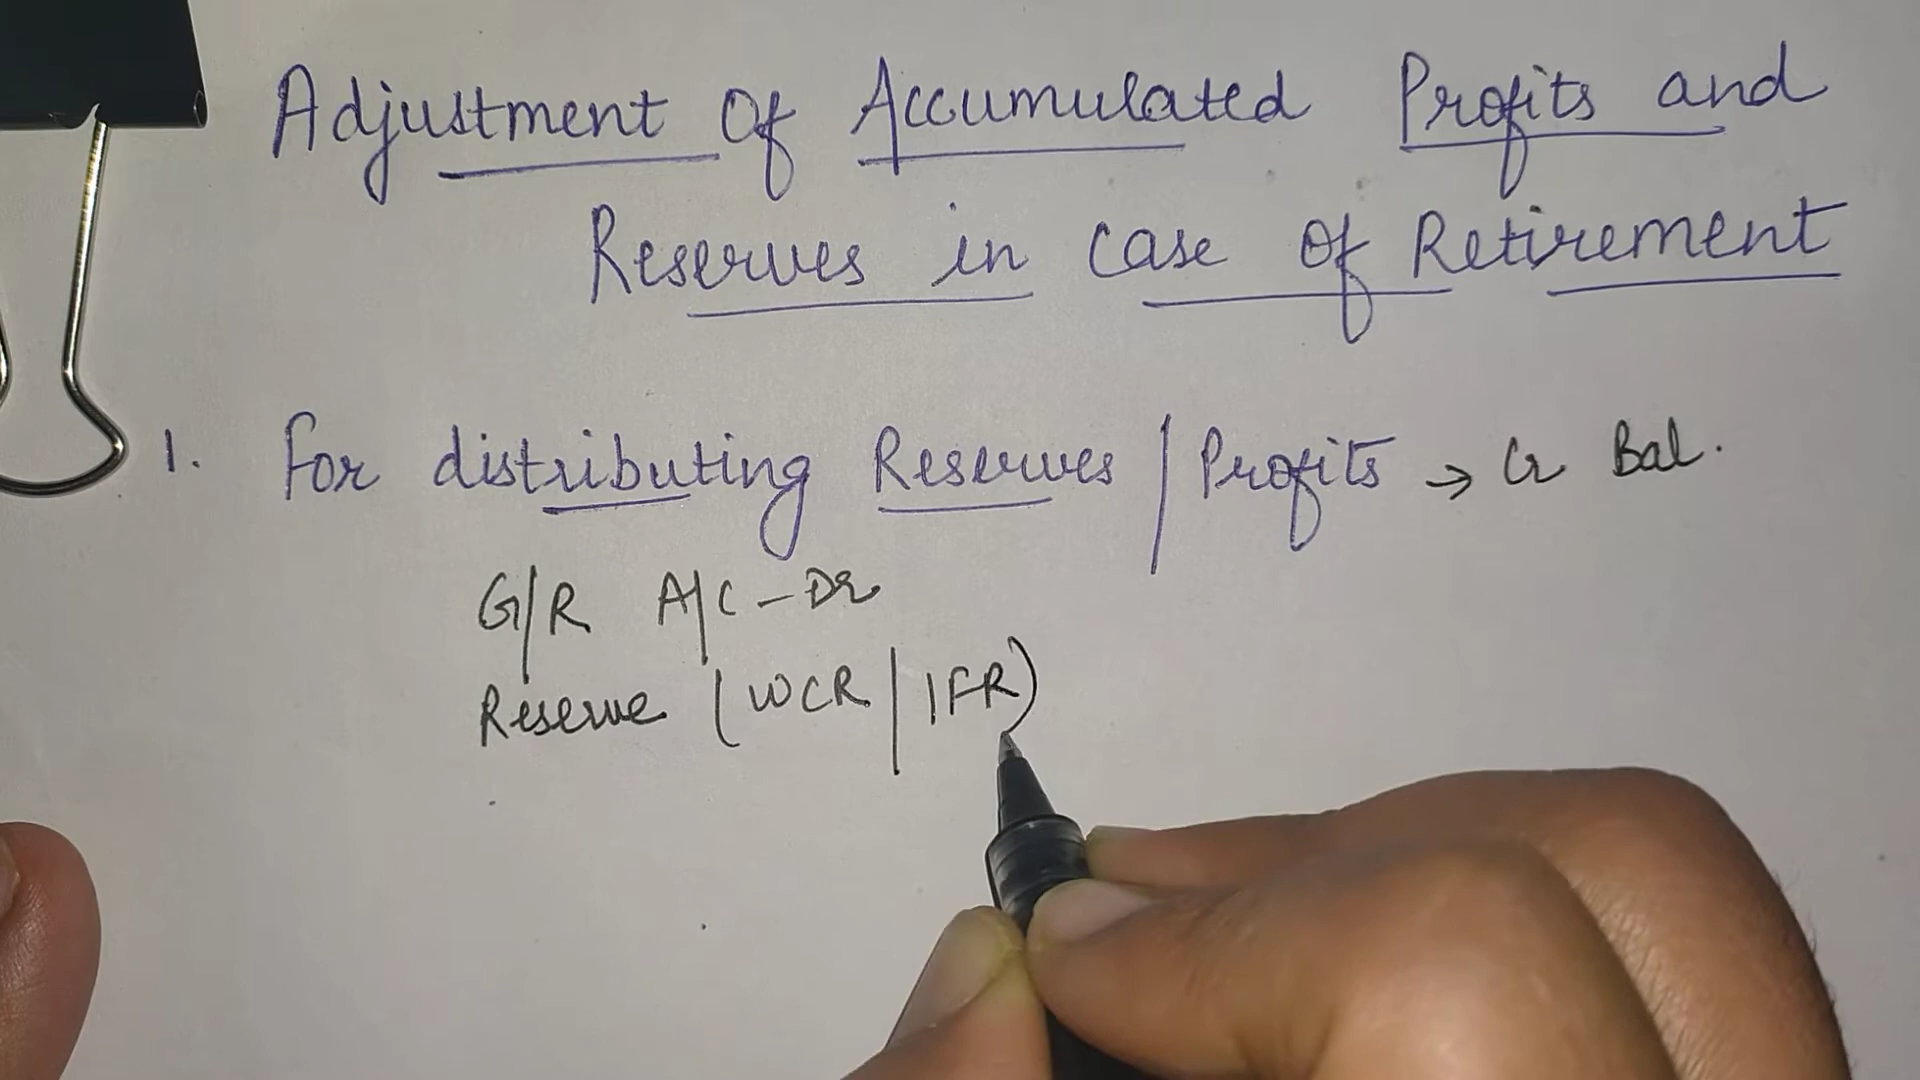 Adjustment Of Accumulated Profits and
Reserves in case Of Retirement
1. For distributing Reserves / Profits → Cr Bal.
G/R A/C - Dr
Reserve (WCR / IFR)